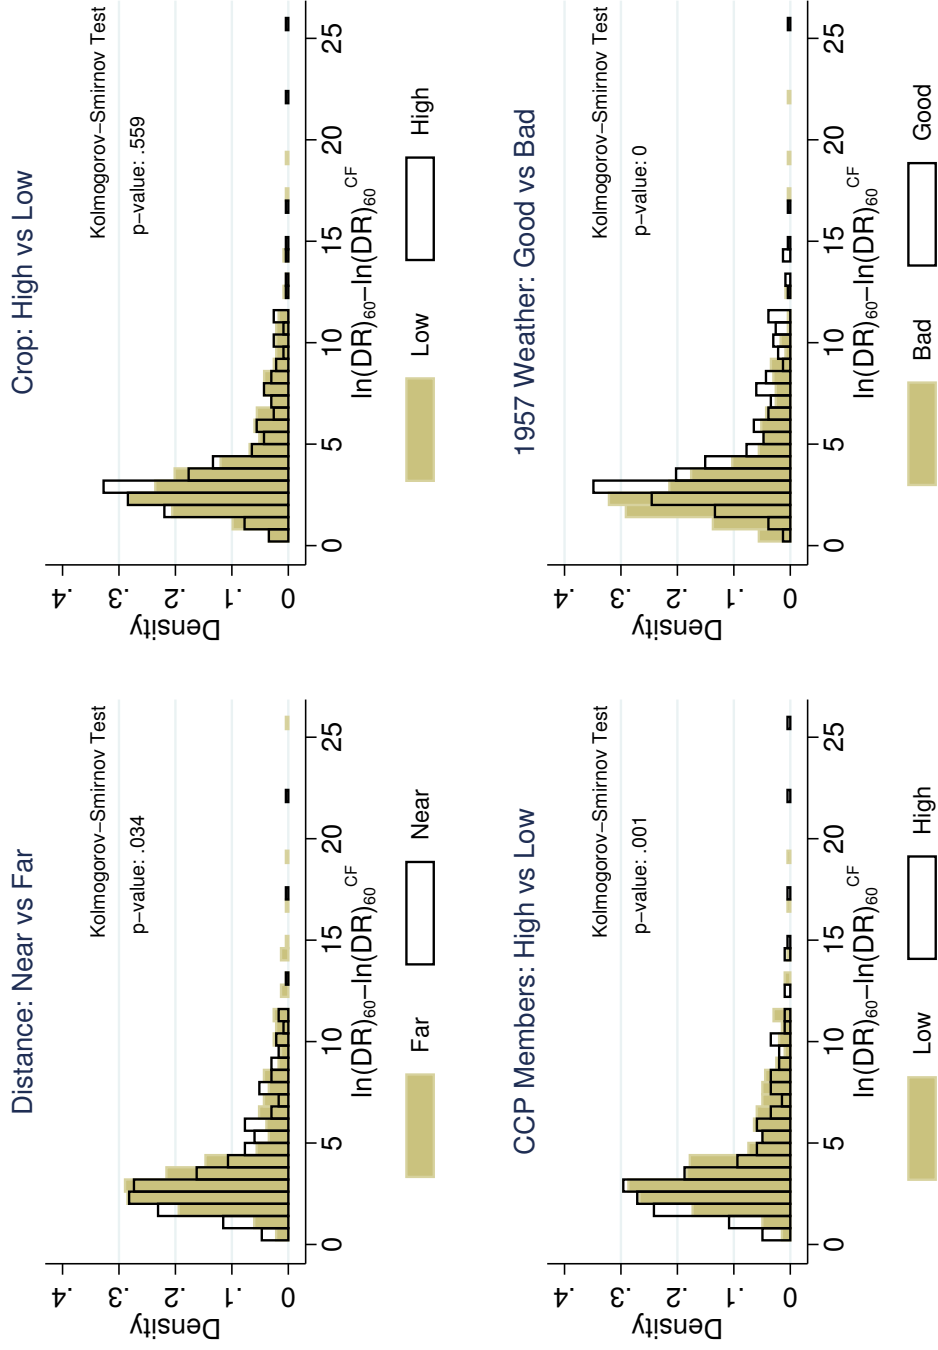 Distance: Near vs Far
Kolmogorov−Smirnov Test
p−value: .034
Density
0 .1 .2 .3 .4
0 5 10 15 20 25
ln(DR)60−ln(DR)60CF
Far Near
Crop: High vs Low
Kolmogorov−Smirnov Test
p−value: .559
Density
0 .1 .2 .3 .4
0 5 10 15 20 25
ln(DR)60−ln(DR)60CF
Low High
CCP Members: High vs Low
Kolmogorov−Smirnov Test
p−value: .001
Density
0 .1 .2 .3 .4
0 5 10 15 20 25
ln(DR)60−ln(DR)60CF
Low High
1957 Weather: Good vs Bad
Kolmogorov−Smirnov Test
p−value: 0
Density
0 .1 .2 .3 .4
0 5 10 15 20 25
ln(DR)60−ln(DR)60CF
Bad Good